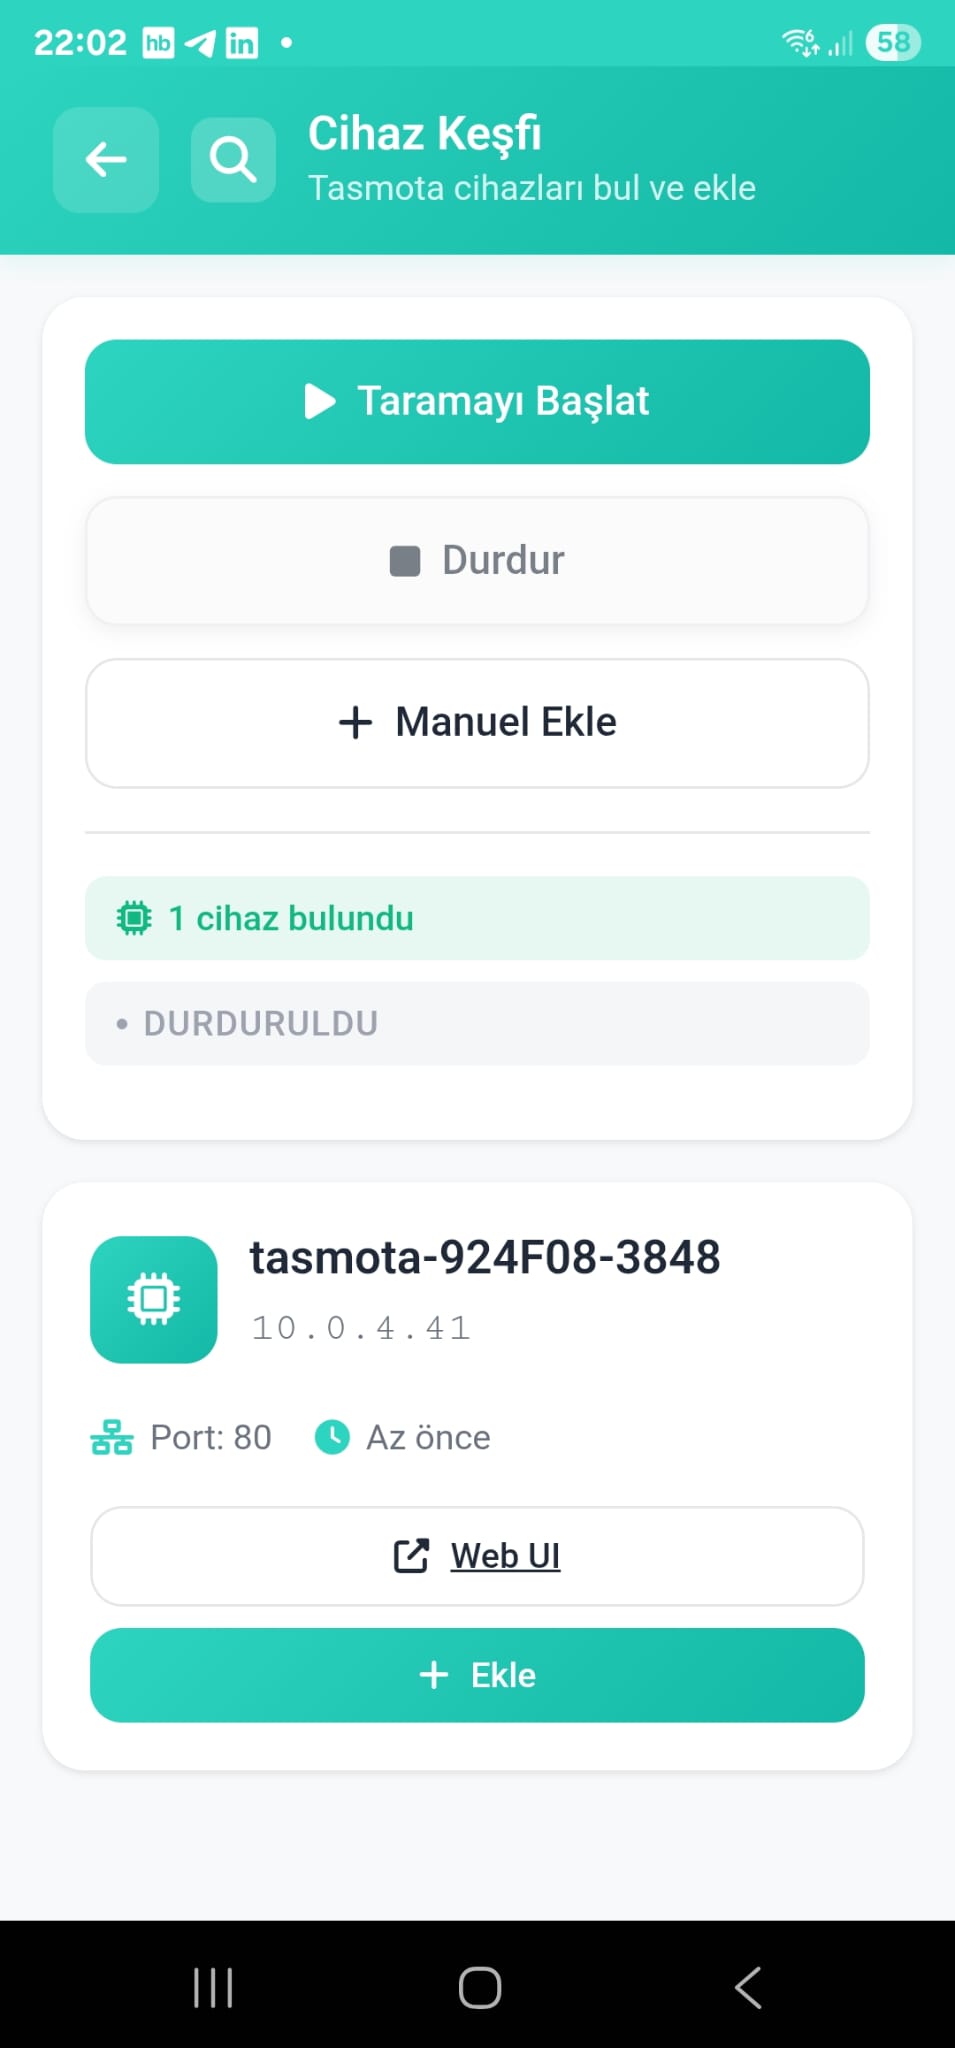 22:02 hb in 6 58
Cihaz Keşfi
Tasmota cihazları bul ve ekle
Taramayı Başlat
Durdur
Manuel Ekle
1 cihaz bulundu
• DURDURULDU
tasmota-924F08-3848
10.0.4.41
Port: 80 Az önce
Web UI
Ekle